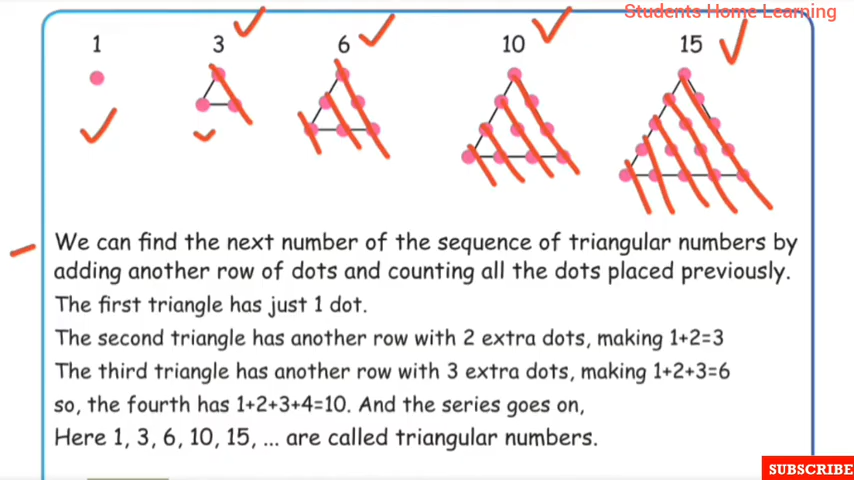 Students Home Learning
1 3 6 10 15
We can find the next number of the sequence of triangular numbers by
adding another row of dots and counting all the dots placed previously.
The first triangle has just 1 dot.
The second triangle has another row with 2 extra dots, making 1+2=3
The third triangle has another row with 3 extra dots, making 1+2+3=6
so, the fourth has 1+2+3+4=10. And the series goes on,
Here 1, 3, 6, 10, 15, ... are called triangular numbers.
SUBSCRIBE